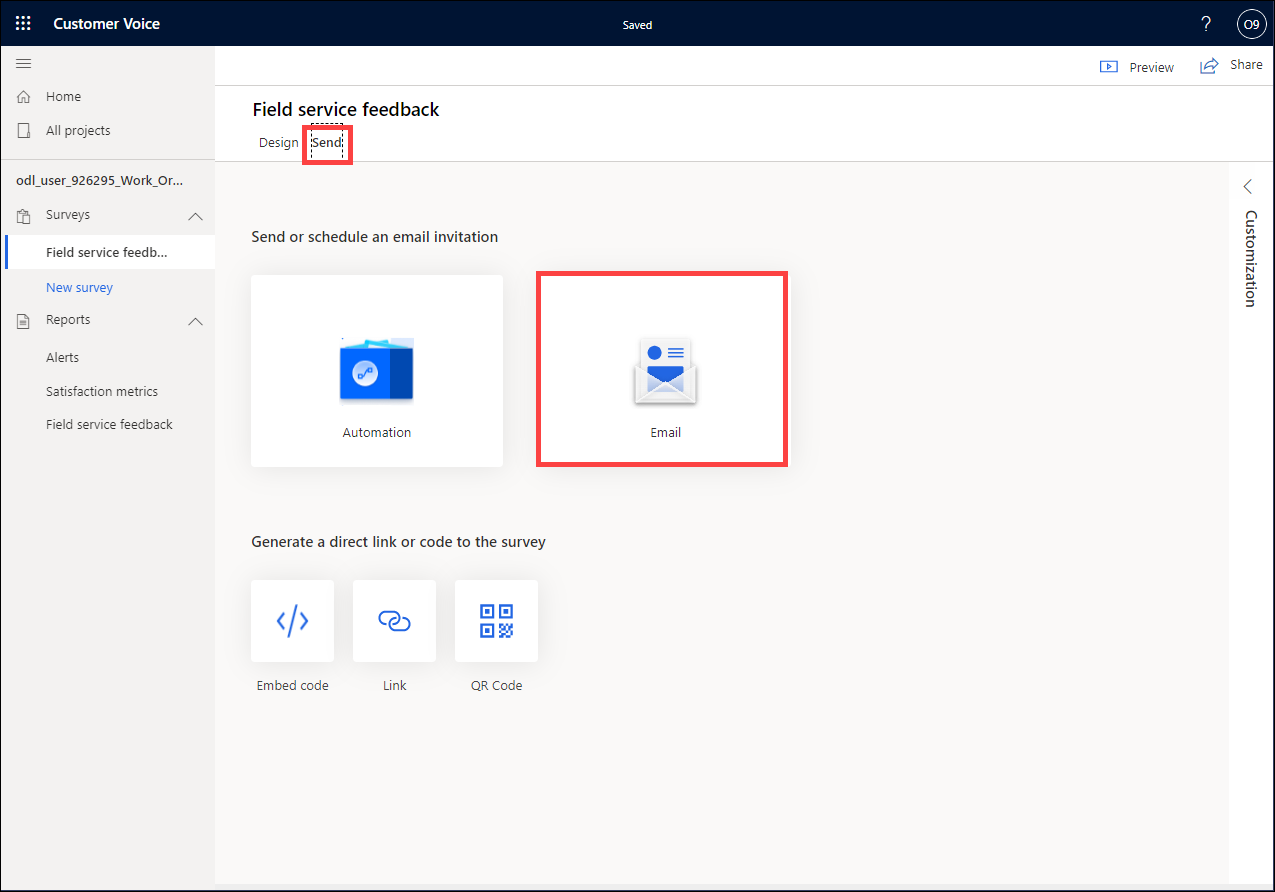 Customer Voice
Saved
?
O9
Preview
Share
Home
All projects
odl_user_926295_Work_Or...
Surveys
Field service feedb...
New survey
Reports
Alerts
Satisfaction metrics
Field service feedback
Field service feedback
Design
Send
Send or schedule an email invitation
Automation
Email
Generate a direct link or code to the survey
Embed code
Link
QR Code
Customization